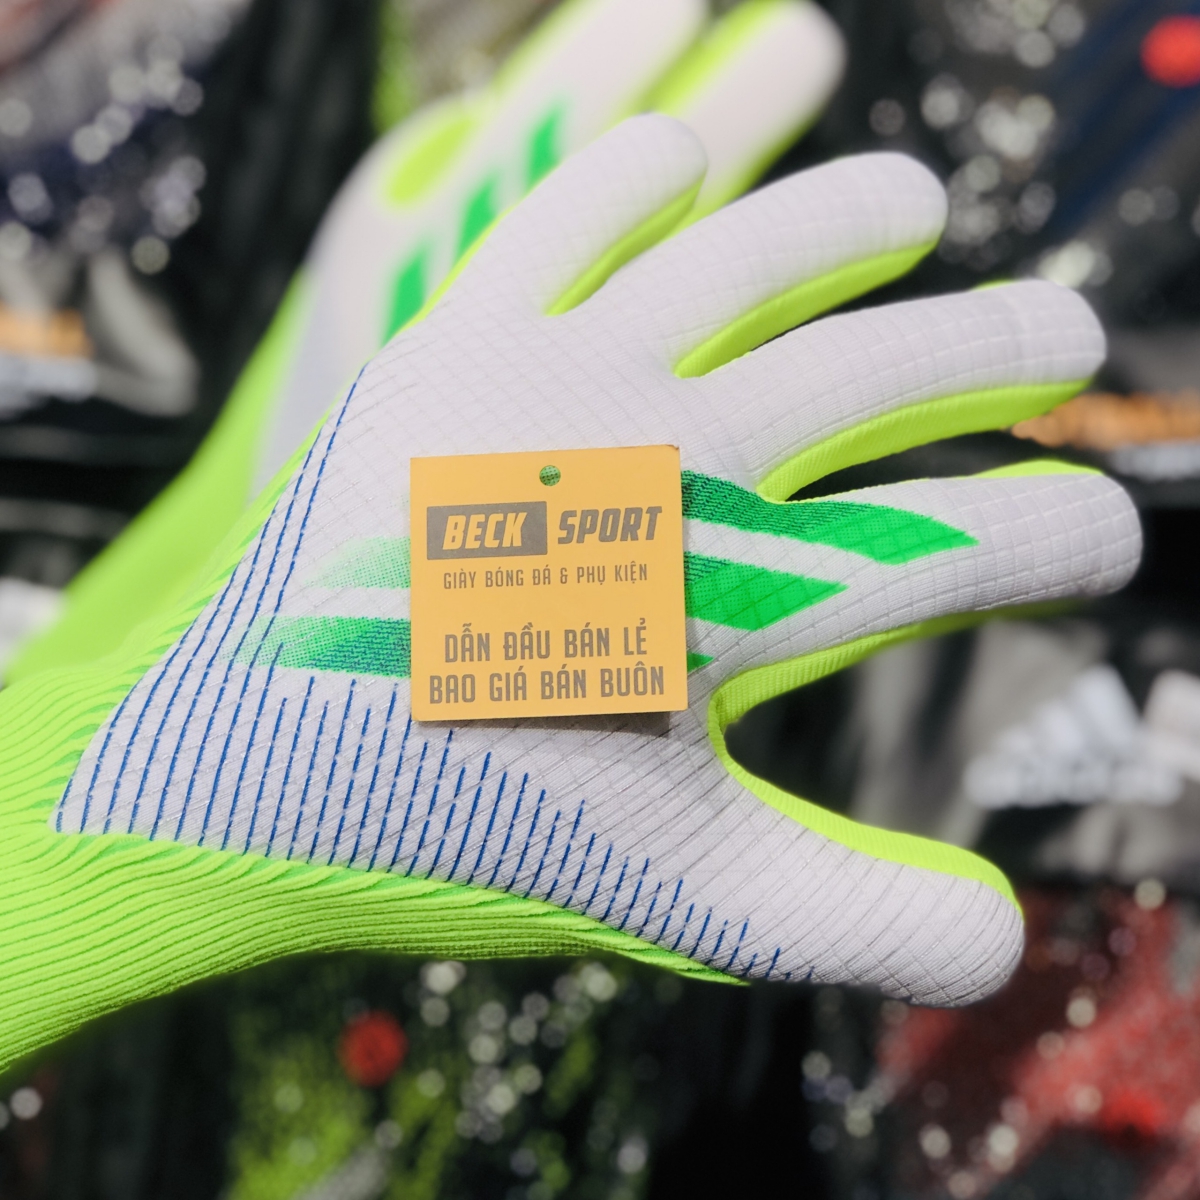 BECK SPORT
GIÀY BÓNG ĐÁ & PHỤ KIỆN
DẪN ĐẦU BÁN LẺ
BAO GIÁ BÁN BUÔN